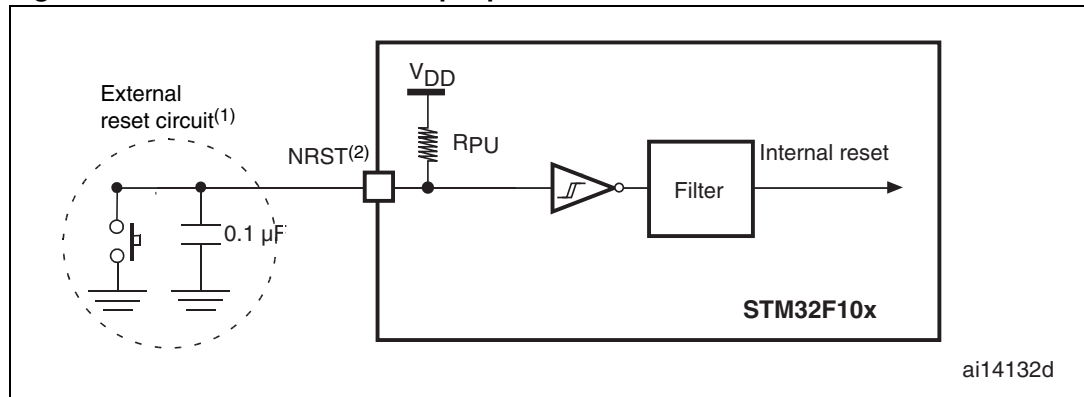 External
reset circuit(1)
VDD
RPU
NRST(2)
Internal reset
Filter
0.1 µF
STM32F10x
ai14132d